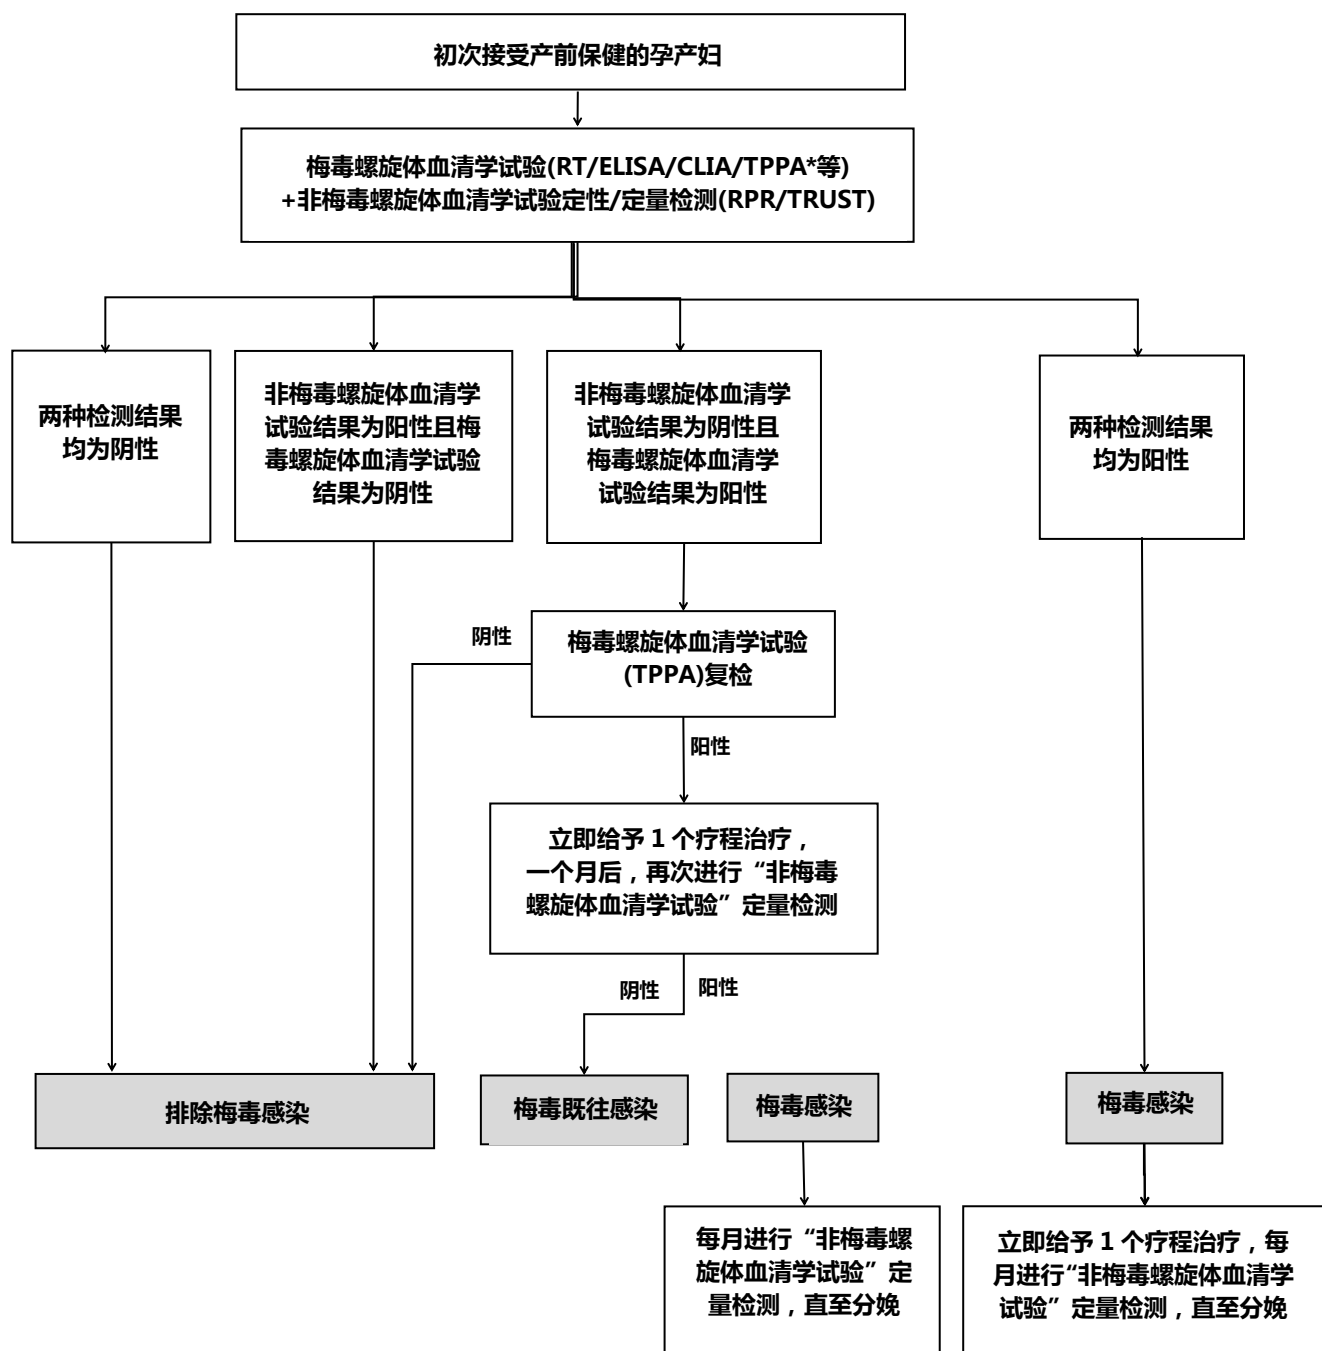 初次接受产前保健的孕产妇
梅毒螺旋体血清学试验(RT/ELISA/CLIA/TPPA*等)
+非梅毒螺旋体血清学试验定性/定量检测(RPR/TRUST)
两种检测结果
均为阴性
非梅毒螺旋体血清学
试验结果为阳性且梅
毒螺旋体血清学试验
结果为阴性
非梅毒螺旋体血清学
试验结果为阴性且
梅毒螺旋体血清学
试验结果为阳性
两种检测结果
均为阳性
阴性
梅毒螺旋体血清学试验
(TPPA)复检
阳性
立即给予 1 个疗程治疗，
一个月后，再次进行“非梅毒
螺旋体血清学试验”定量检测
阴性
阳性
排除梅毒感染
梅毒既往感染
梅毒感染
梅毒感染
每月进行“非梅毒螺
旋体血清学试验”定
量检测，直至分娩
立即给予 1 个疗程治疗，每
月进行“非梅毒螺旋体血清学
试验”定量检测，直至分娩